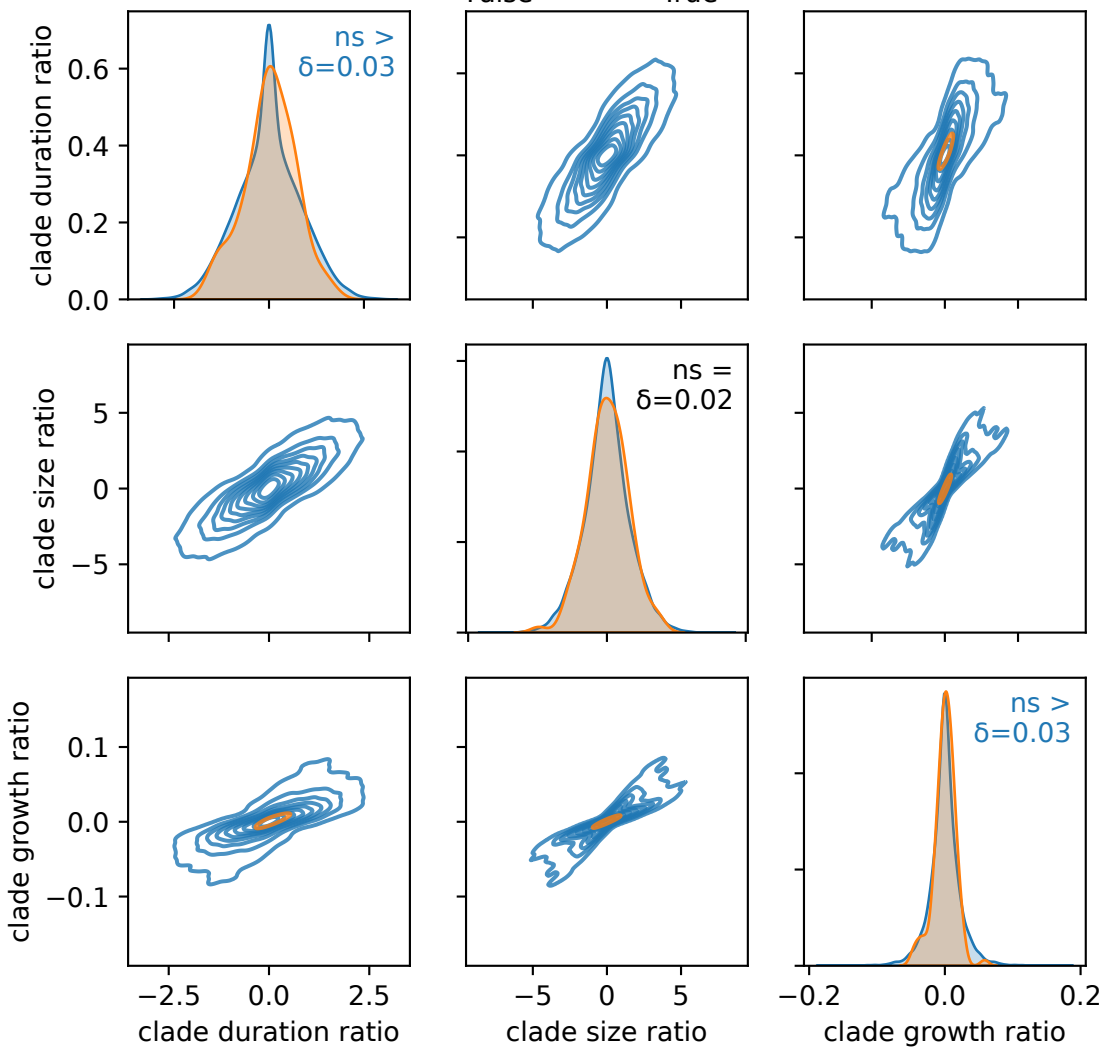 clade duration ratio
0.6
0.4
0.2
0.0
ns >
δ=0.03
clade size ratio
5
0
−5
ns =
δ=0.02
clade growth ratio
0.1
0.0
−0.1
ns >
δ=0.03
−2.5 0.0 2.5
−5 0 5
−0.2 0.0 0.2
clade duration ratio
clade size ratio
clade growth ratio